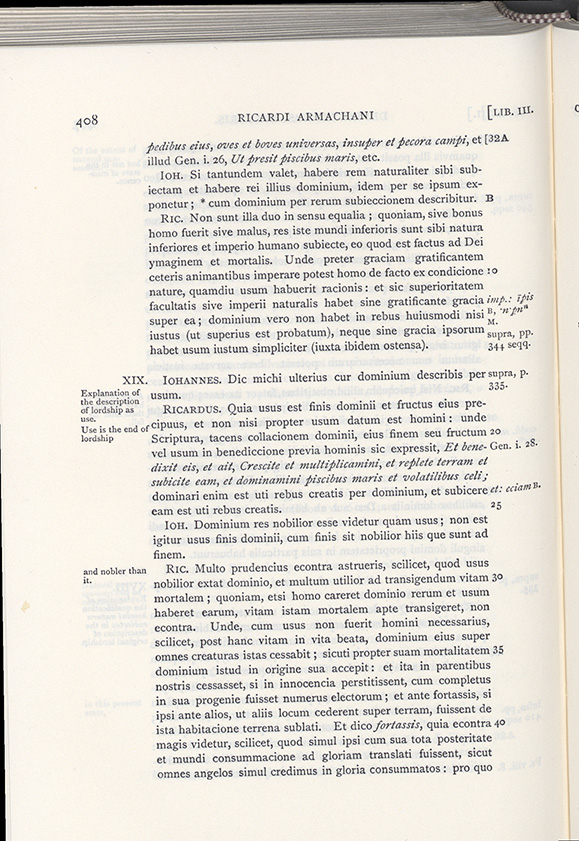 408 RICARDI ARMACHANI [LIB. III.
pedibus eius, oves et boves universas, insuper et pecora campi, et [32A
illud Gen. i. 26, Ut presit piscibus maris, etc.
IOH. Si tantundem valet, habere rem naturaliter sibi sub-
iectam et habere rei illius dominium, idem per se ipsum ex-
ponetur; * cum dominium per rerum subieccionem describitur. B
RIC. Non sunt illa duo in sensu equalia; quoniam, sive bonus
homo fuerit sive malus, res iste mundi inferioris sunt sibi natura
inferiores et imperio humano subiecte, eo quod est factus ad Dei
ymaginem et mortalis. Unde preter graciam gratificantem
ceteris animantibus imperare potest homo de facto ex condicione 10
nature, quamdiu usum habuerit racionis: et sic superioritatem
facultatis sive imperii naturalis habet sine gratificante gracia imp.: īpis
super ea; dominium vero non habet in rebus huiusmodi nisi B,
M.
iustus (ut superius est probatum), neque sine gracia ipsorum supra, pp.
habet usum iustum simpliciter (iuxta ibidem ostensa). 344 seqq.
XIX. IOHANNES. Dic michi ulterius cur dominium describis per supra, p.
usum. 335.
Explanation of
the description
of lordship as
use.
Use is the end of
lordship
RICARDUS. Quia usus est finis dominii et fructus eius pre-
cipuus, et non nisi propter usum datum est homini: unde
Scriptura, tacens collacionem dominii, eius finem seu fructum 20
vel usum in benediccione previa hominis sic expressit, Et bene- Gen. i. 28.
dixit eis, et ait, Crescite et multiplicamini, et replete terram et
subicite eam, et dominamini piscibus maris et volatilibus celi;
dominari enim est uti rebus creatis per dominium, et subicere et: eciam B.
eam est uti rebus creatis. 25
IOH. Dominium res nobilior esse videtur quam usus; non est
igitur usus finis dominii, cum finis sit nobilior hiis que sunt ad
finem.
and nobler than
it.
RIC. Multo prudencius econtra astrueris, scilicet, quod usus
nobilior extat dominio, et multum utilior ad transigendum vitam 30
mortalem; quoniam, etsi homo careret dominio rerum et usum
haberet earum, vitam istam mortalem apte transigeret, non
econtra. Unde, cum usus non fuerit homini necessarius,
scilicet, post hanc vitam in vita beata, dominium eius super
omnes creaturas istas cessabit; sicuti propter suam mortalitatem 35
dominium istud in origine sua accepit: et ita in parentibus
nostris cessasset, si in innocencia perstitissent, cum completus
in sua progenie fuisset numerus electorum; et ante fortassis, si
ipsi ante alios, ut aliis locum cederent super terram, fuissent de
ista habitacione terrena sublati. Et dico fortassis, quia econtra 40
magis videtur, scilicet, quod simul ipsi cum sua tota posteritate
et mundi consummacione ad gloriam translati fuissent, sicut
omnes angelos simul credimus in gloria consummatos: pro quo